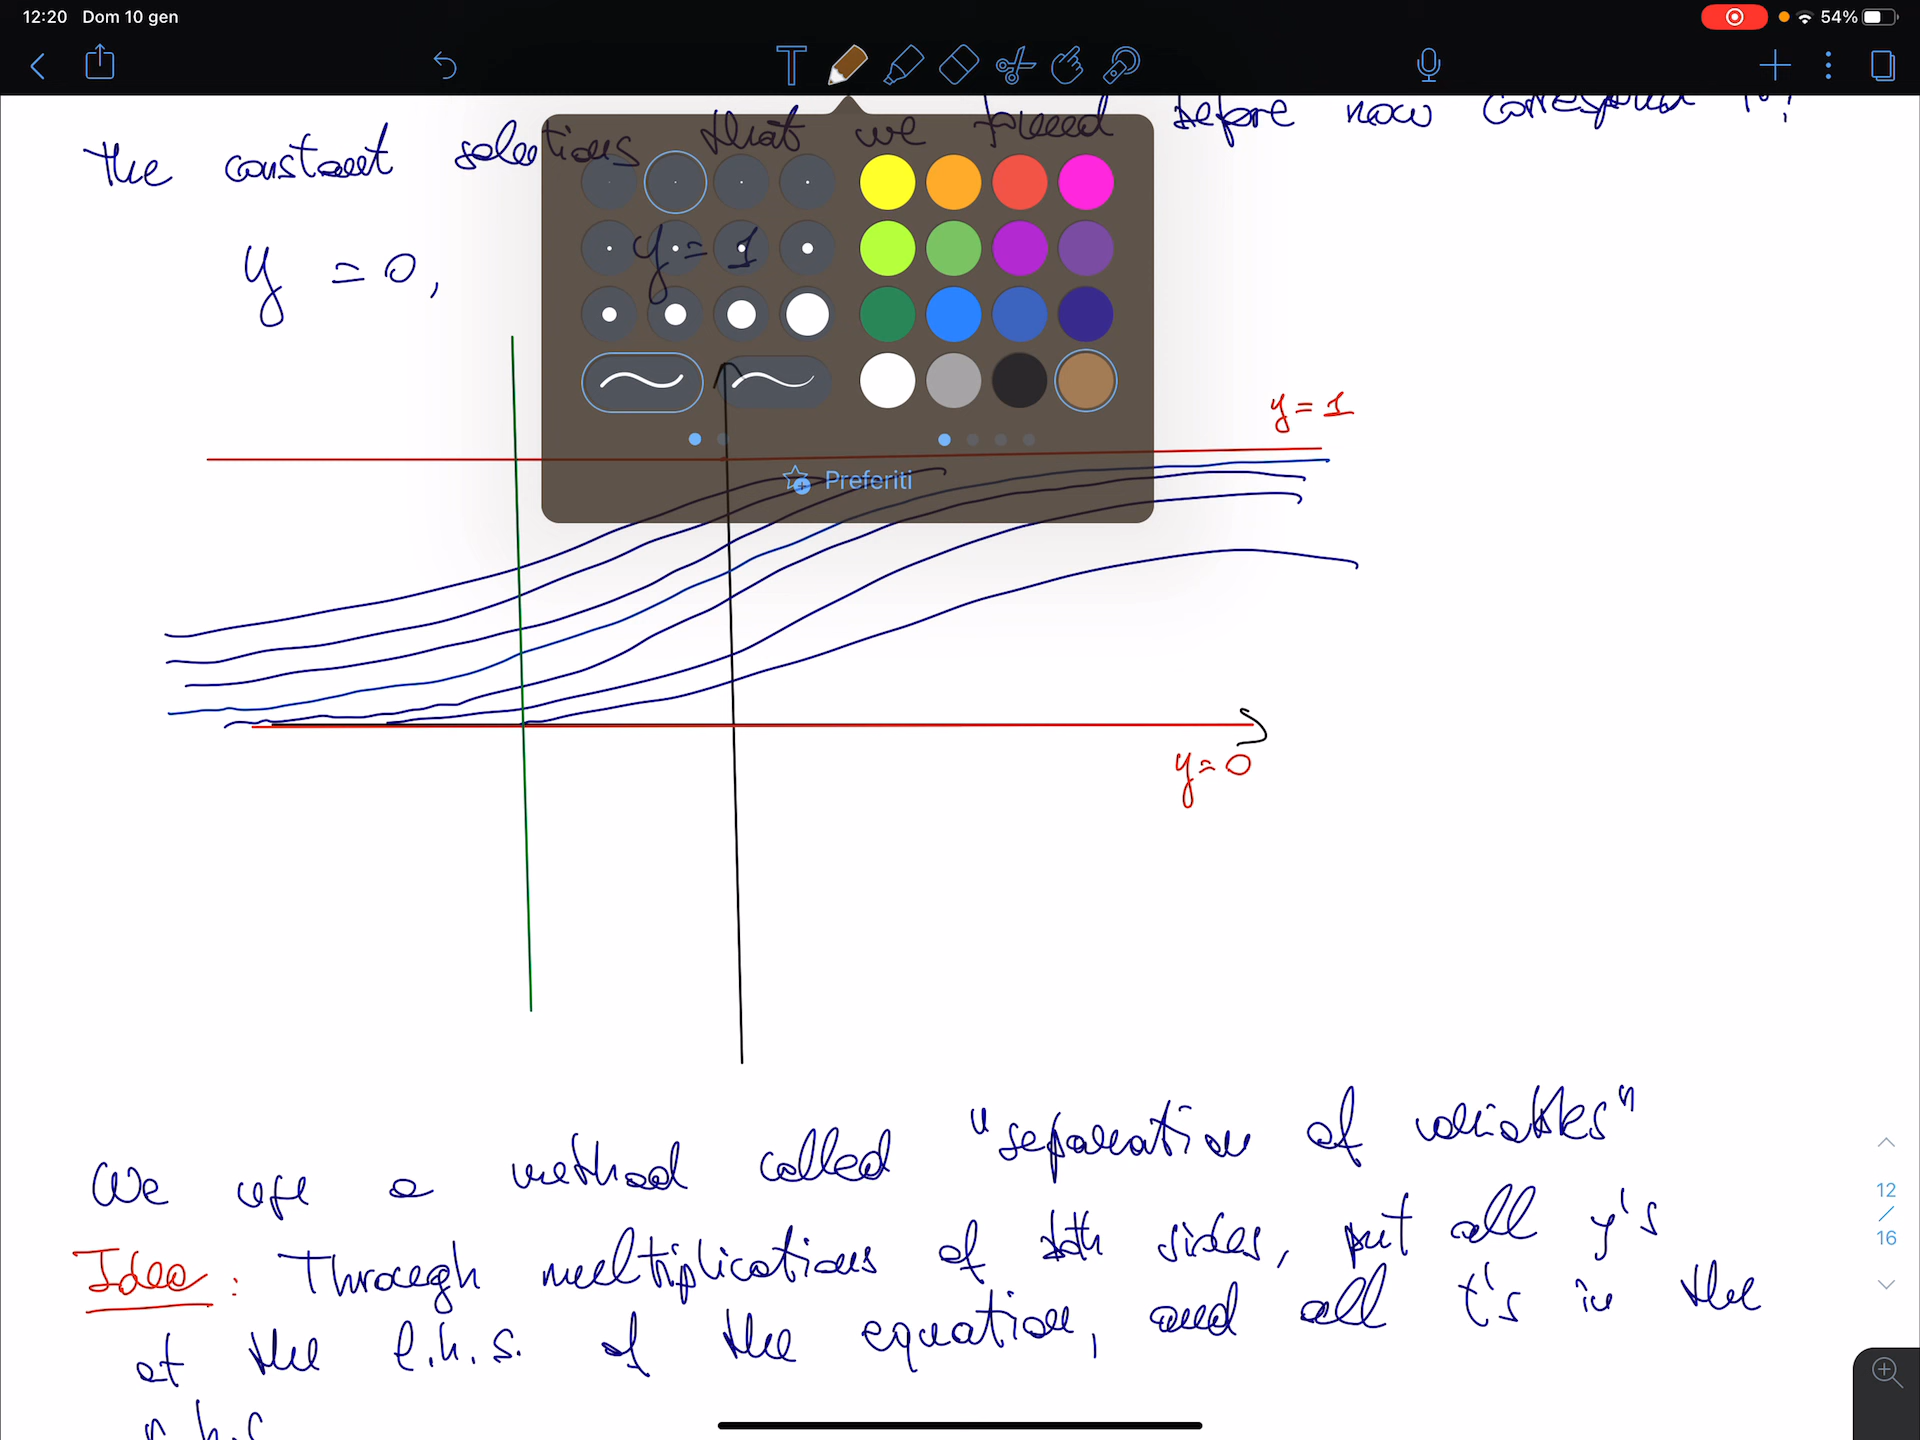 12:20 Dom 10 gen
54%
The constant solutions that we found before now correspond to:
y = 0, y = 1
Preferiti
y = 1
y = 0
We use a method called "separation of variables"
Idea: Through multiplications of both sides, put all y's
at the l.h.s. of the equation, and all t's in the
r.h.s.
12
/
16